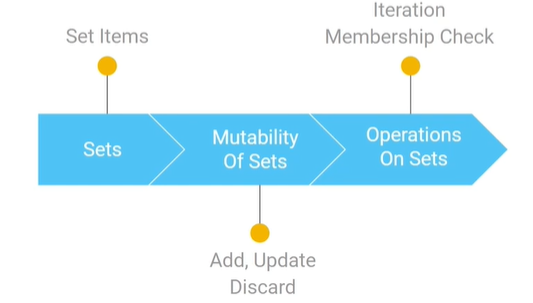 Iteration
Membership Check
Set Items
Sets
Mutability
Of Sets
Operations
On Sets
Add, Update
Discard